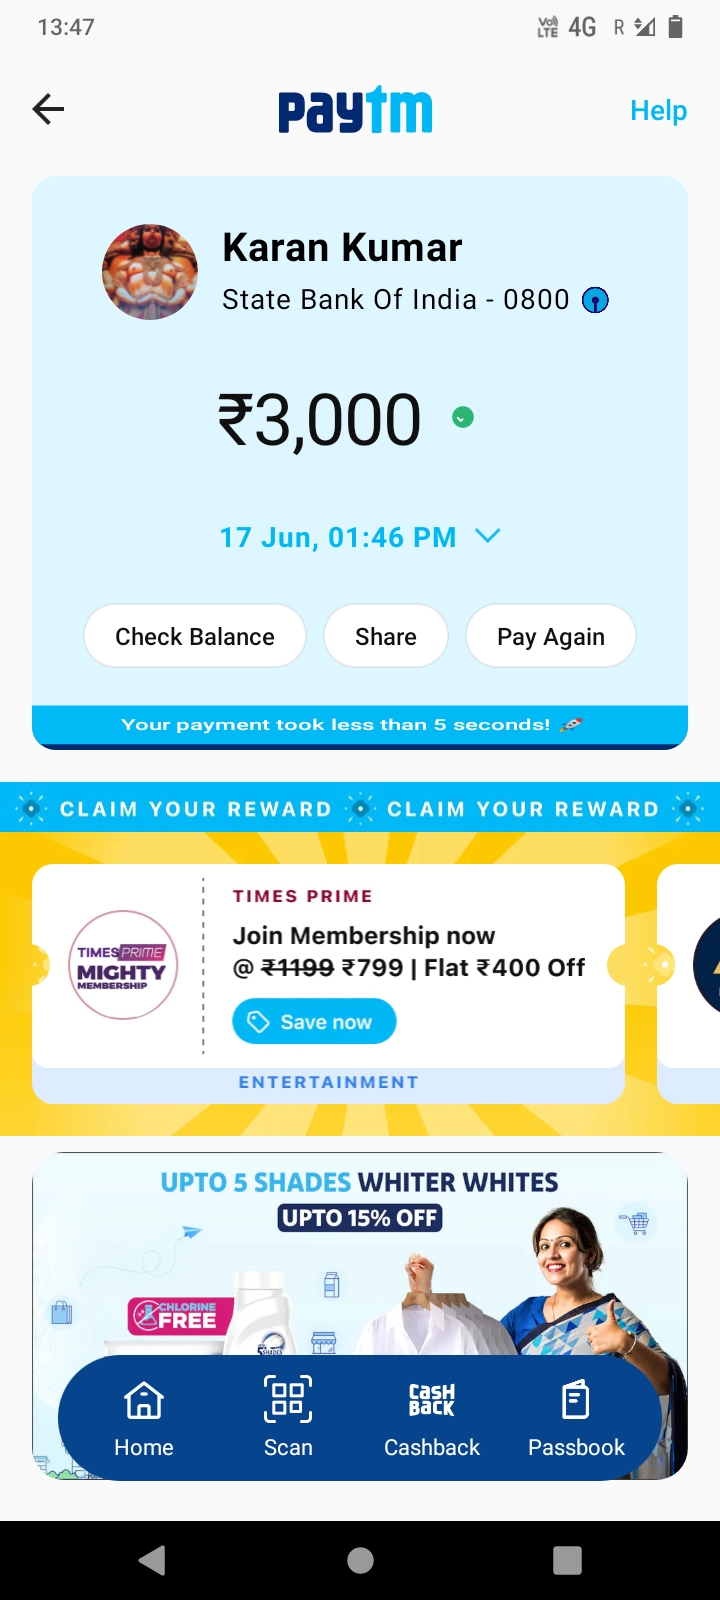 13:47
Vo) LTE 4G R
paytm
Help
Karan Kumar
State Bank Of India - 0800
₹3,000
17 Jun, 01:46 PM
Check Balance
Share
Pay Again
Your payment took less than 5 seconds! 🚀
CLAIM YOUR REWARD CLAIM YOUR REWARD
TIMES PRIME
MIGHTY
MEMBERSHIP
TIMES PRIME
Join Membership now
@ ₹1199 ₹799 | Flat ₹400 Off
Save now
ENTERTAINMENT
UPTO 5 SHADES WHITER WHITES
UPTO 15% OFF
CHLORINE
FREE
5 SHADES
Home
Scan
CASH BACK
Cashback
Passbook